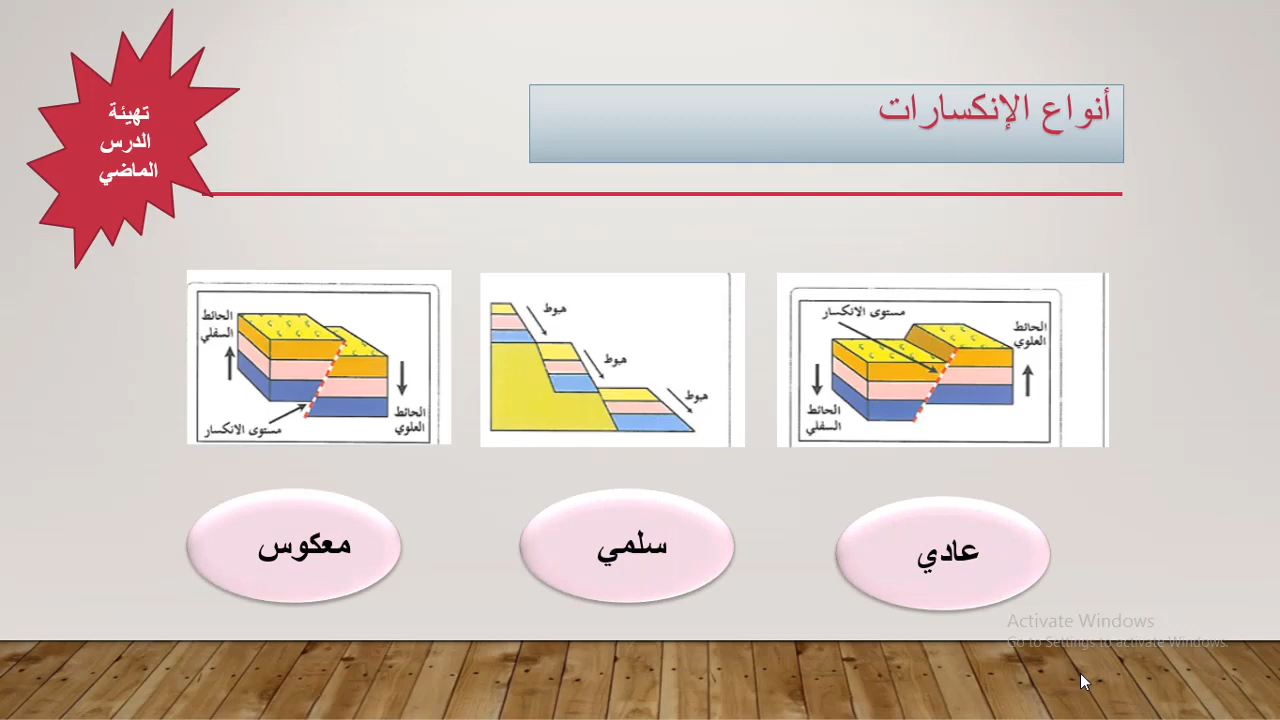 أنواع الإنكسارات
تهيئة
الدرس
الماضي
مستوى الانكسار
الحائط
العلوي
الحائط
السفلي
هبوط
هبوط
هبوط
الحائط
السفلي
الحائط
العلوي
مستوى الانكسار
عادي
سلمي
معكوس
Activate Windows
Go to Settings to activate Windows.